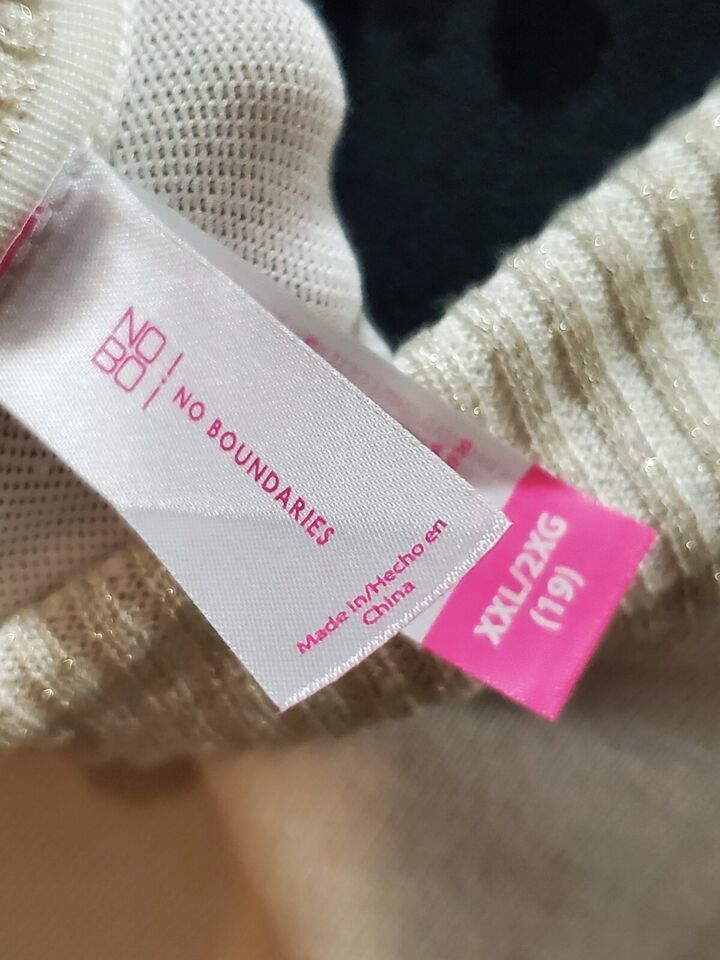 NO
BO
NO BOUNDARIES
Made in/Hecho en
China
XXL/2XG
(19)